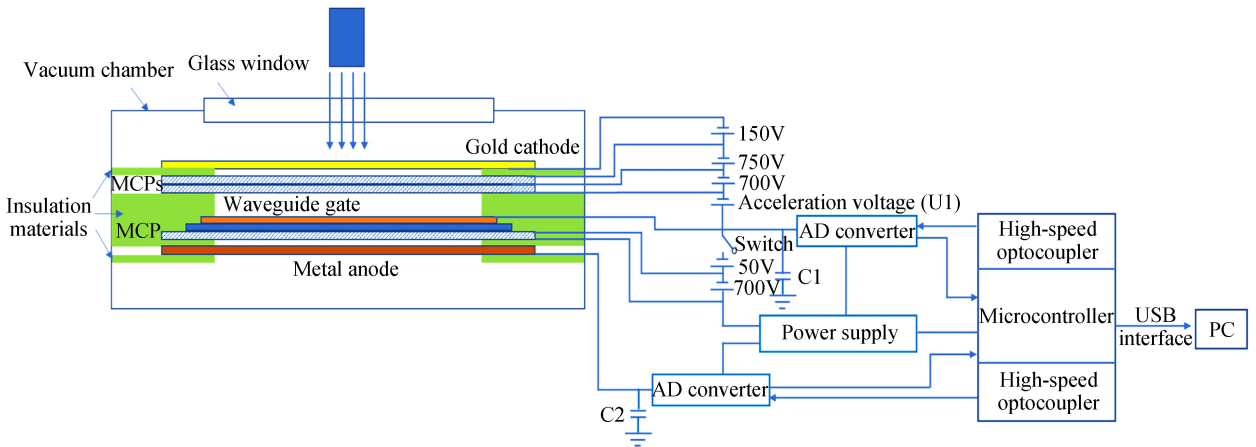 Glass window
Vacuum chamber
Gold cathode
150V
750V
700V
MCPs
Acceleration voltage (U1)
Insulation
materials
Waveguide gate
MCP
Metal anode
Switch
50V
700V
C1
AD converter
High-speed
optocoupler
Power supply
Microcontroller
USB
interface
PC
AD converter
C2
High-speed
optocoupler